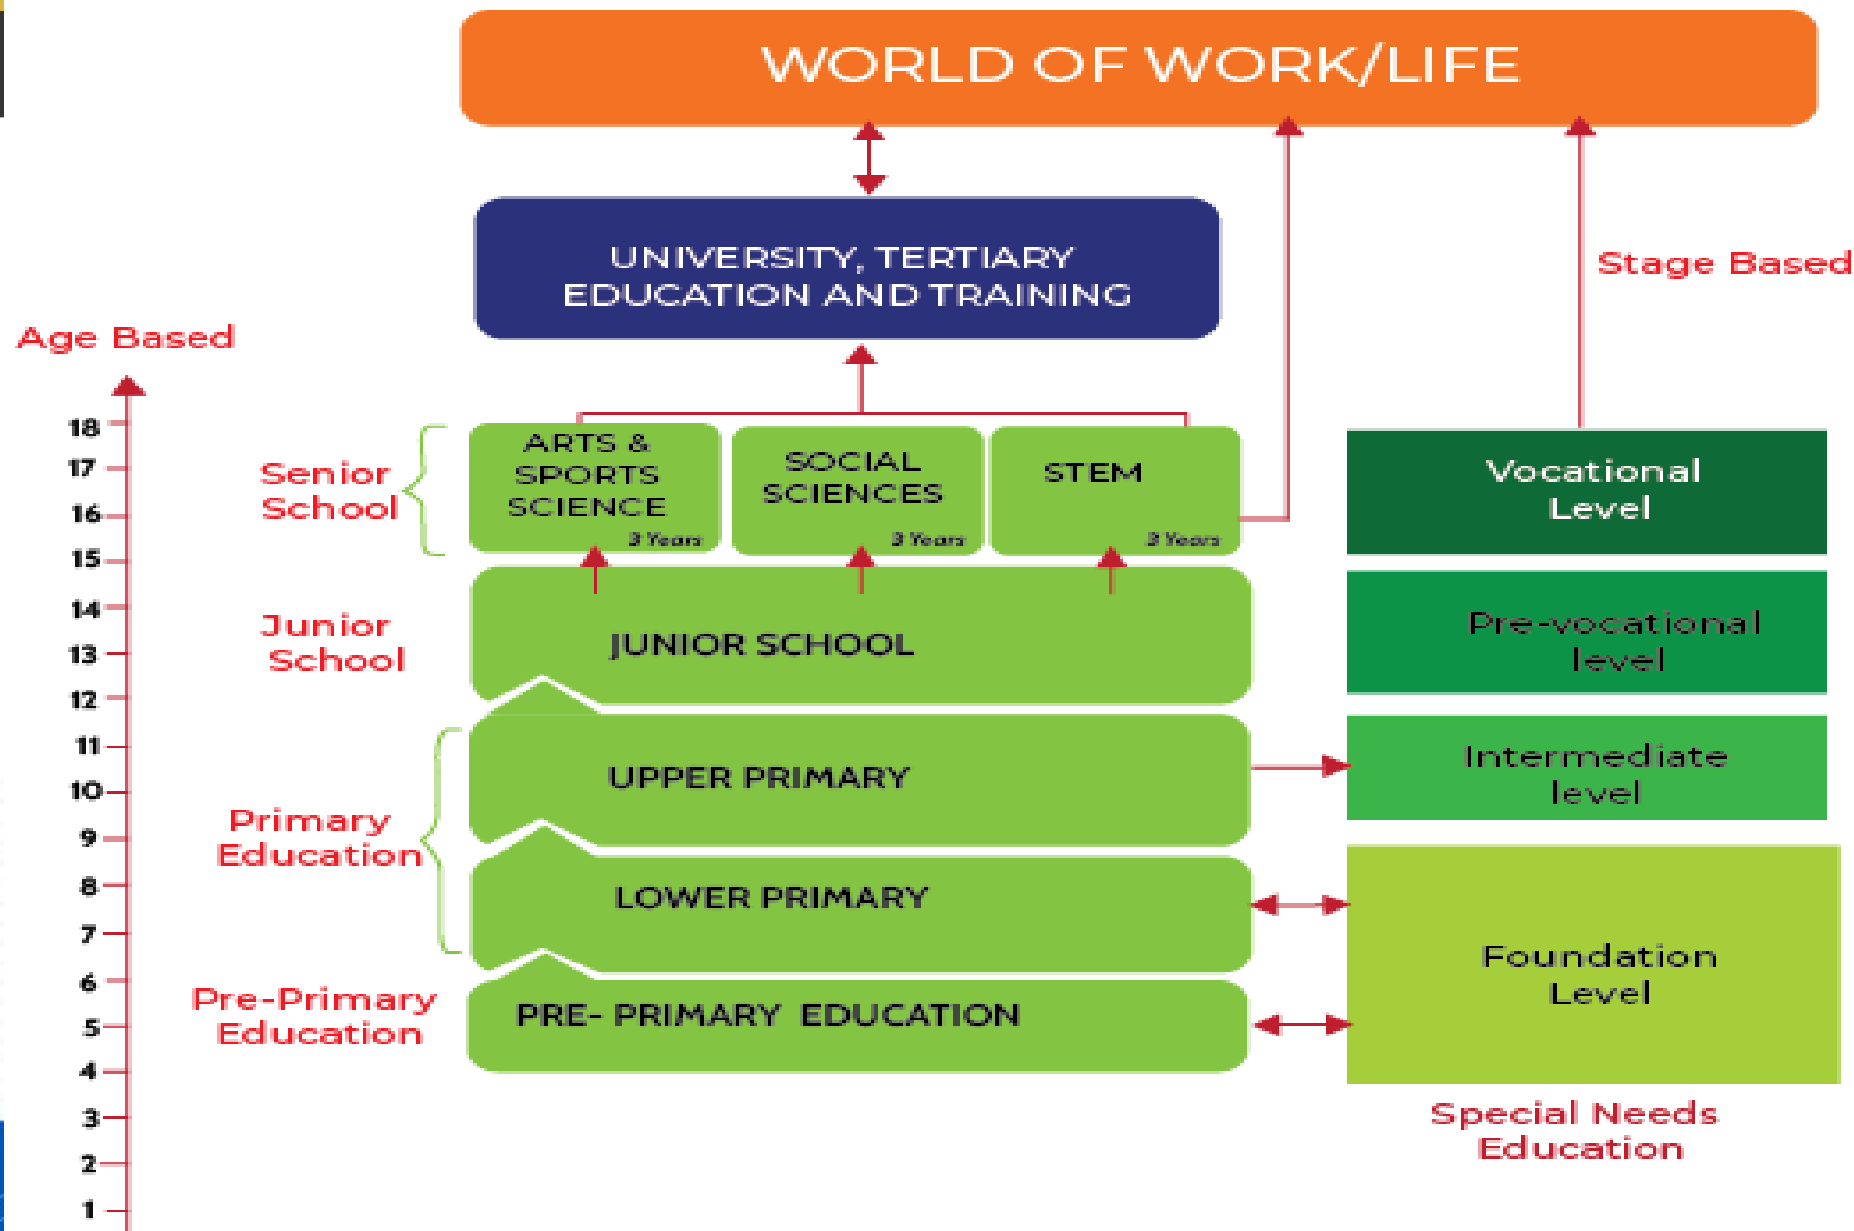 WORLD OF WORK/LIFE
UNIVERSITY, TERTIARY
EDUCATION AND TRAINING
Stage Based
Age Based
18
17
16
15
14
13
12
11
10
9
8
7
6
5
4
3
2
1
Senior
School
ARTS &
SPORTS
SCIENCE
3 Years
SOCIAL
SCIENCES
3 Years
STEM
3 Years
Vocational
Level
Junior
School
JUNIOR SCHOOL
Pre-vocational
level
Primary
Education
UPPER PRIMARY
Intermediate
level
LOWER PRIMARY
Foundation
Level
Pre-Primary
Education
PRE- PRIMARY EDUCATION
Special Needs
Education